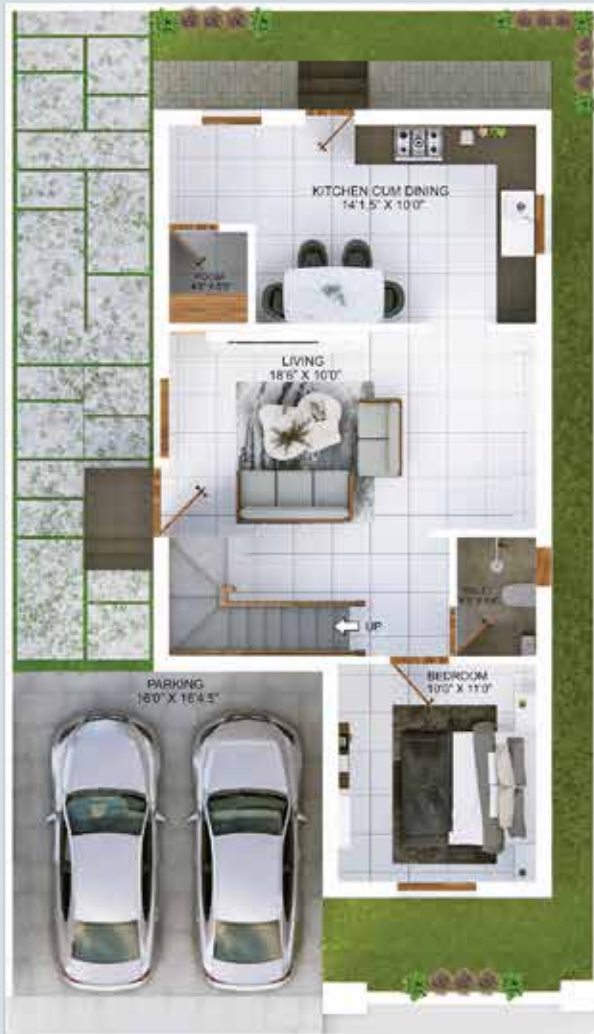 KITCHEN CUM DINING
14'1.5" X 10'0"
LIVING
18'6" X 10'0"
UP
PARKING
16'0" X 16'4.5"
BEDROOM
10'0" X 11'0"